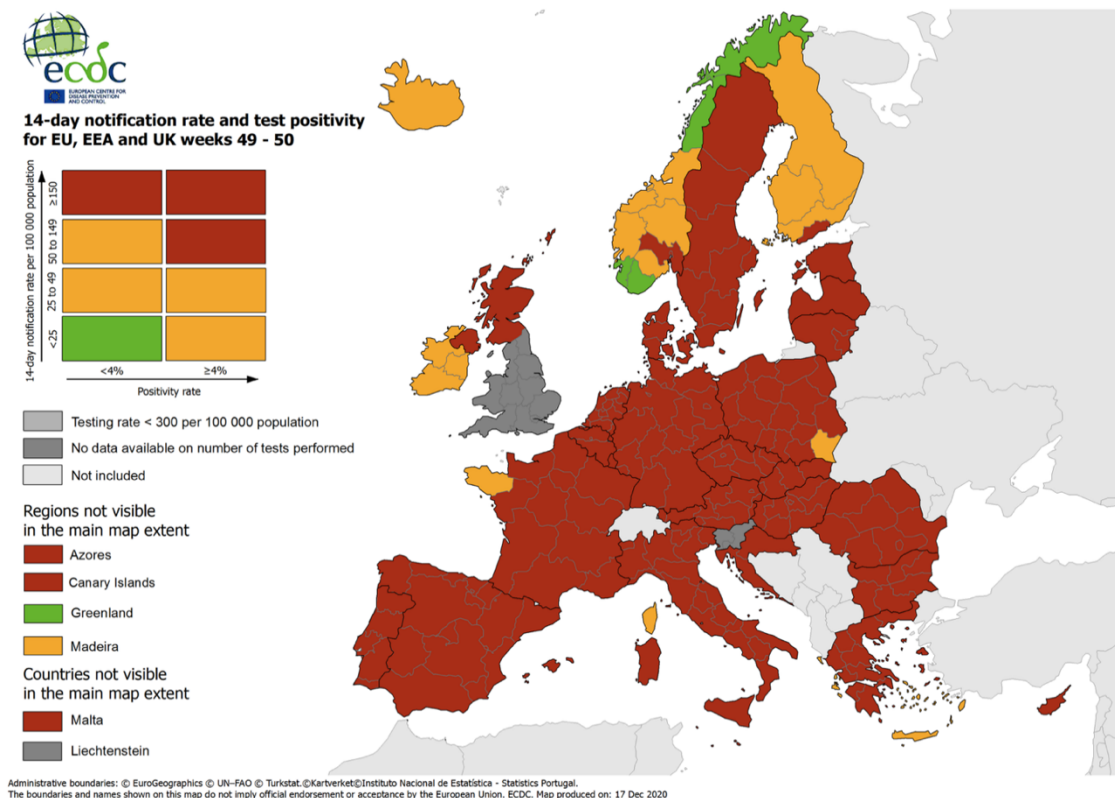 ecdc
EUROPEAN CENTRE FOR
DISEASE PREVENTION
AND CONTROL
14-day notification rate and test positivity
for EU, EEA and UK weeks 49 - 50
14-day notification rate per 100 000 population
≥150
50 to 149
25 to 49
<25
<4%
≥4%
Positivity rate
Testing rate < 300 per 100 000 population
No data available on number of tests performed
Not included
Regions not visible
in the main map extent
Azores
Canary Islands
Greenland
Madeira
Countries not visible
in the main map extent
Malta
Liechtenstein
Administrative boundaries: © EuroGeographics © UN–FAO © Turkstat.©Kartverket©Instituto Nacional de Estatística - Statistics Portugal.
The boundaries and names shown on this map do not imply official endorsement or acceptance by the European Union. ECDC. Map produced on: 17 Dec 2020